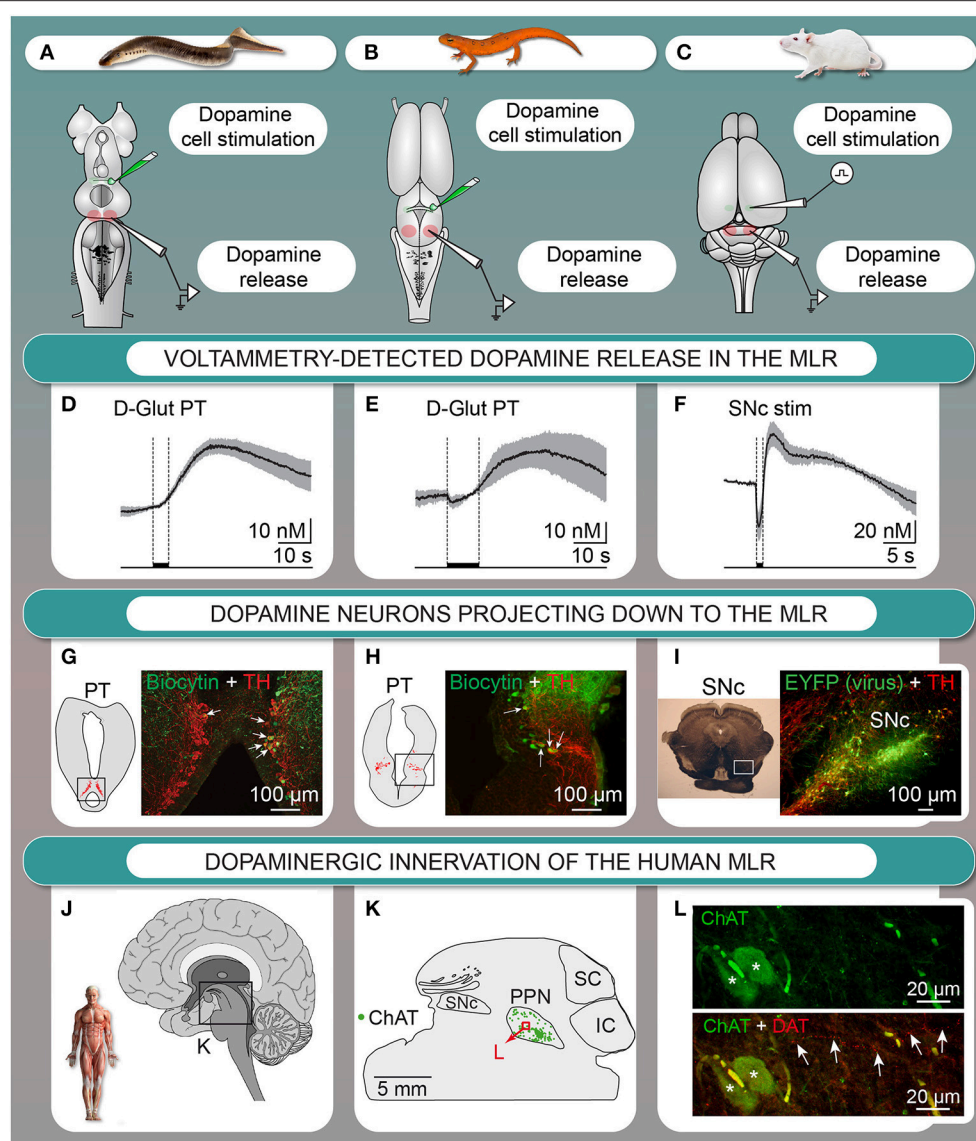 A
B
C
Dopamine
cell stimulation
Dopamine
cell stimulation
Dopamine
cell stimulation
Dopamine
release
Dopamine
release
Dopamine
release
VOLTAMMETRY-DETECTED DOPAMINE RELEASE IN THE MLR
D
D-Glut PT
10 nM
10 s
E
D-Glut PT
10 nM
10 s
F
SNc stim
20 nM
5 s
DOPAMINE NEURONS PROJECTING DOWN TO THE MLR
G
PT
Biocytin + TH
100 µm
H
PT
Biocytin + TH
100 µm
I
SNc
EYFP (virus) + TH
SNc
100 µm
DOPAMINERGIC INNERVATION OF THE HUMAN MLR
J
K
K
ChAT
SNc
PPN
SC
IC
L
5 mm
L
ChAT
* *
20 µm
ChAT + DAT
* *
20 µm